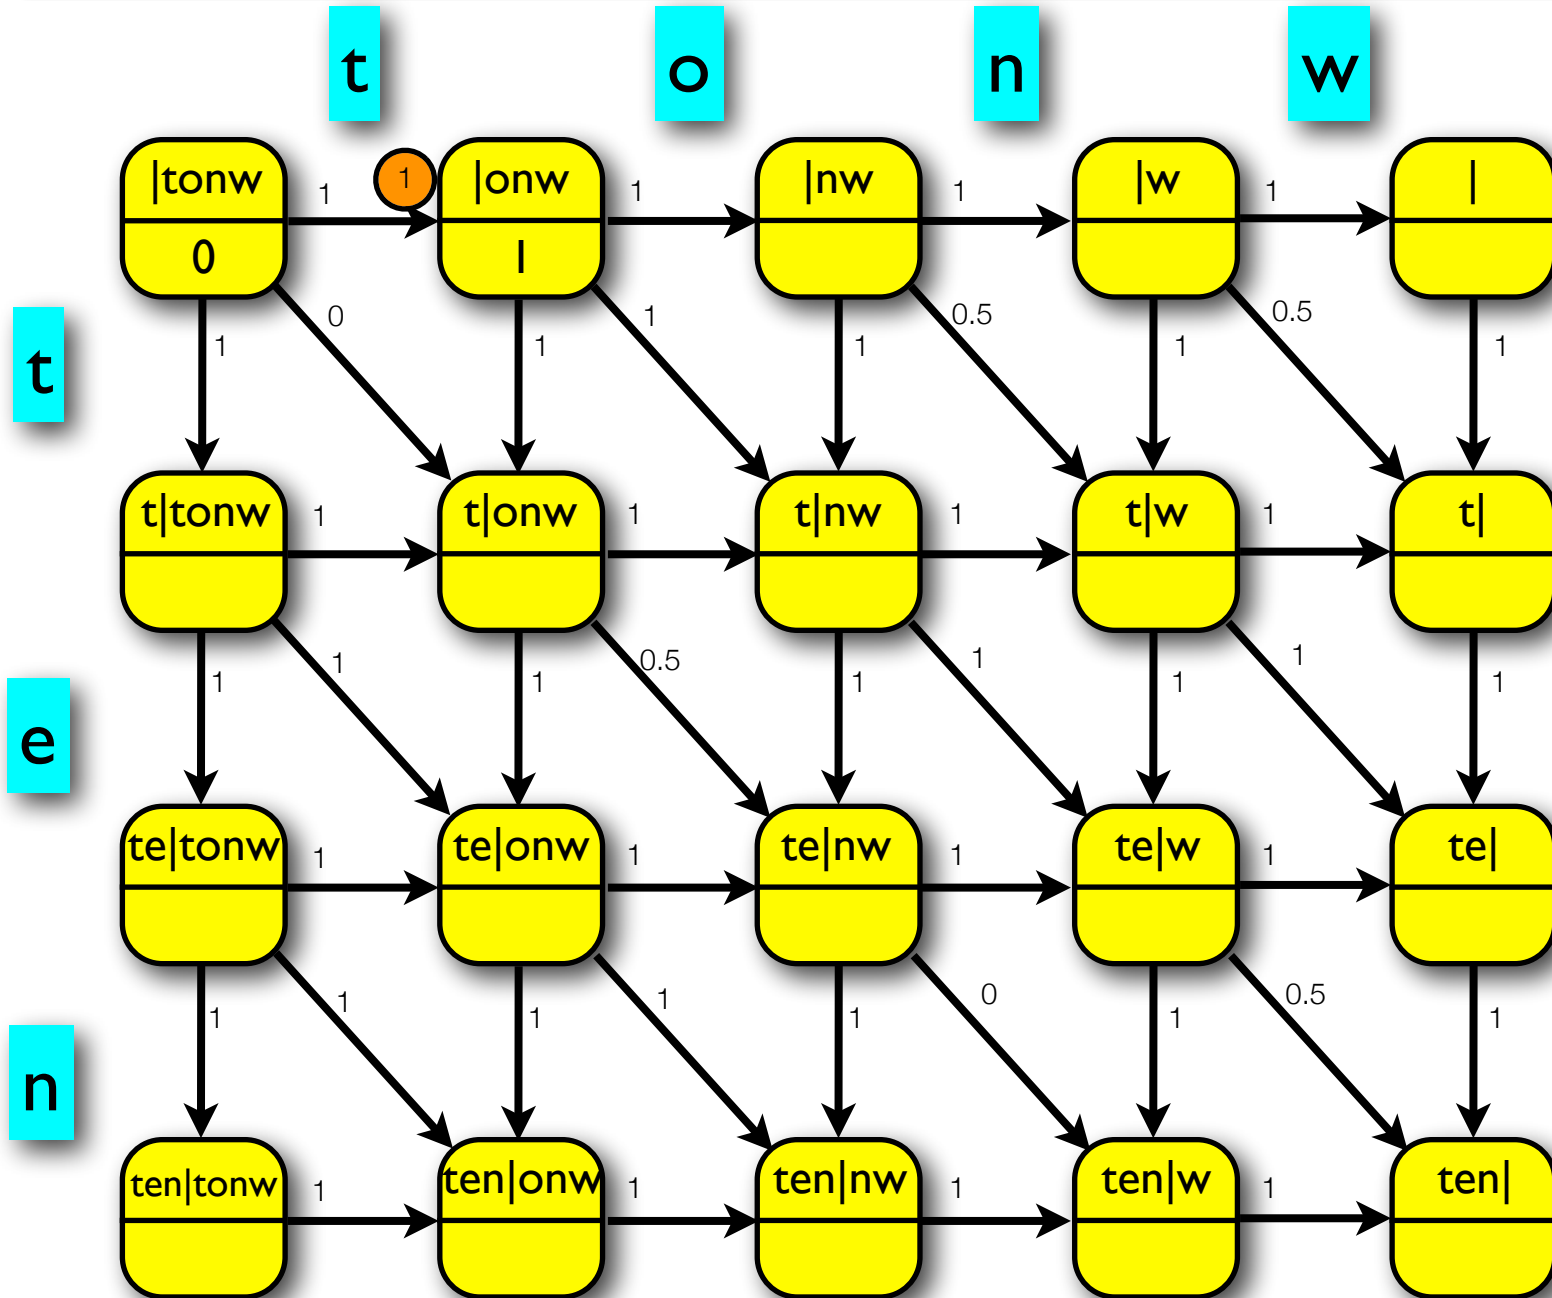 t o n w
|tonw 1 1 |onw 1 |nw 1 |w 1 |
0 1
t
1 0 1 1 1 0.5 1 0.5 1
t|tonw 1 t|onw 1 t|nw 1 t|w 1 t|
e
1 1 1 0.5 1 1 1 1 1
te|tonw 1 te|onw 1 te|nw 1 te|w 1 te|
n
1 1 1 1 1 0 1 0.5 1
ten|tonw 1 ten|onw 1 ten|nw 1 ten|w 1 ten|